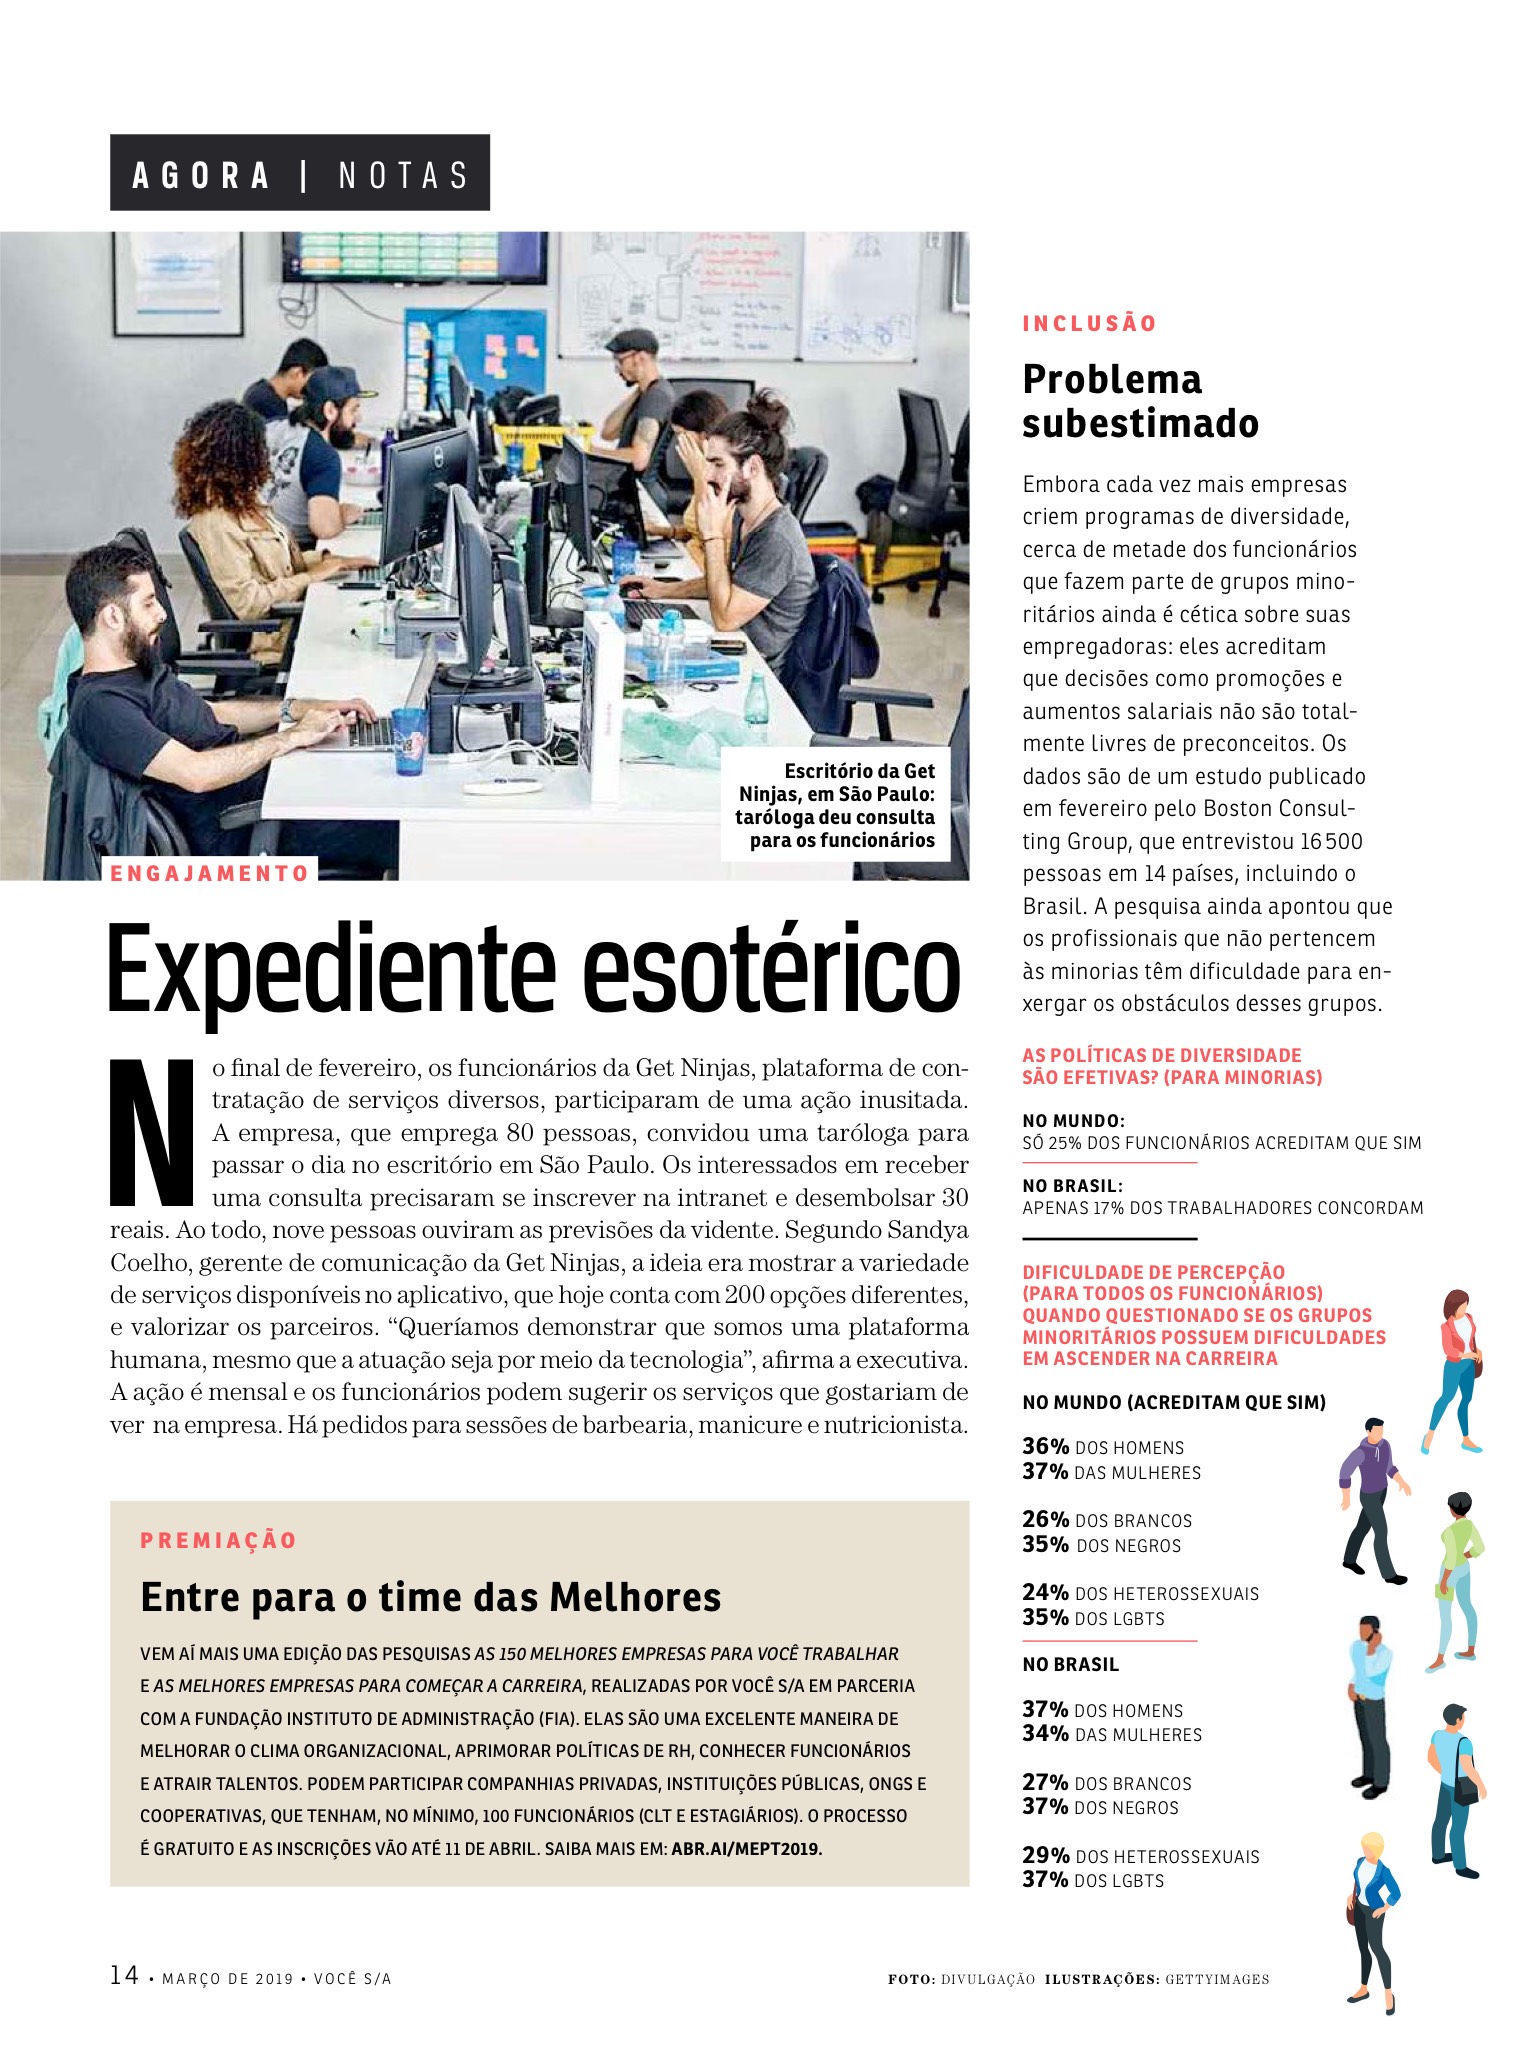 AGORA | NOTAS
Escritório da Get
Ninjas, em São Paulo:
taróloga deu consulta
para os funcionários
ENGAJAMENTO
Expediente esotérico
No final de fevereiro, os funcionários da Get Ninjas, plataforma de con-
tratação de serviços diversos, participaram de uma ação inusitada.
A empresa, que emprega 80 pessoas, convidou uma taróloga para
passar o dia no escritório em São Paulo. Os interessados em receber
uma consulta precisaram se inscrever na intranet e desembolsar 30
reais. Ao todo, nove pessoas ouviram as previsões da vidente. Segundo Sandya
Coelho, gerente de comunicação da Get Ninjas, a ideia era mostrar a variedade
de serviços disponíveis no aplicativo, que hoje conta com 200 opções diferentes,
e valorizar os parceiros. “Queríamos demonstrar que somos uma plataforma
humana, mesmo que a atuação seja por meio da tecnologia”, afirma a executiva.
A ação é mensal e os funcionários podem sugerir os serviços que gostariam de
ver na empresa. Há pedidos para sessões de barbearia, manicure e nutricionista.
PREMIAÇÃO
Entre para o time das Melhores
VEM AÍ MAIS UMA EDIÇÃO DAS PESQUISAS AS 150 MELHORES EMPRESAS PARA VOCÊ TRABALHAR
E AS MELHORES EMPRESAS PARA COMEÇAR A CARREIRA, REALIZADAS POR VOCÊ S/A EM PARCERIA
COM A FUNDAÇÃO INSTITUTO DE ADMINISTRAÇÃO (FIA). ELAS SÃO UMA EXCELENTE MANEIRA DE
MELHORAR O CLIMA ORGANIZACIONAL, APRIMORAR POLÍTICAS DE RH, CONHECER FUNCIONÁRIOS
E ATRAIR TALENTOS. PODEM PARTICIPAR COMPANHIAS PRIVADAS, INSTITUIÇÕES PÚBLICAS, ONGS E
COOPERATIVAS, QUE TENHAM, NO MÍNIMO, 100 FUNCIONÁRIOS (CLT E ESTAGIÁRIOS). O PROCESSO
É GRATUITO E AS INSCRIÇÕES VÃO ATÉ 11 DE ABRIL. SAIBA MAIS EM: ABR.AI/MEPT2019.
INCLUSÃO
Problema
subestimado
Embora cada vez mais empresas
criem programas de diversidade,
cerca de metade dos funcionários
que fazem parte de grupos mino-
ritários ainda é cética sobre suas
empregadoras: eles acreditam
que decisões como promoções e
aumentos salariais não são total-
mente livres de preconceitos. Os
dados são de um estudo publicado
em fevereiro pelo Boston Consul-
ting Group, que entrevistou 16 500
pessoas em 14 países, incluindo o
Brasil. A pesquisa ainda apontou que
os profissionais que não pertencem
às minorias têm dificuldade para en-
xergar os obstáculos desses grupos.
AS POLÍTICAS DE DIVERSIDADE
SÃO EFETIVAS? (PARA MINORIAS)
NO MUNDO:
SÓ 25% DOS FUNCIONÁRIOS ACREDITAM QUE SIM
NO BRASIL:
APENAS 17% DOS TRABALHADORES CONCORDAM
DIFICULDADE DE PERCEPÇÃO
(PARA TODOS OS FUNCIONÁRIOS)
QUANDO QUESTIONADO SE OS GRUPOS
MINORITÁRIOS POSSUEM DIFICULDADES
EM ASCENDER NA CARREIRA
NO MUNDO (ACREDITAM QUE SIM)
36% DOS HOMENS
37% DAS MULHERES
26% DOS BRANCOS
35% DOS NEGROS
24% DOS HETEROSSEXUAIS
35% DOS LGBTS
NO BRASIL
37% DOS HOMENS
34% DAS MULHERES
27% DOS BRANCOS
37% DOS NEGROS
29% DOS HETEROSSEXUAIS
37% DOS LGBTS
14 • MARÇO DE 2019 • VOCÊ S/A
FOTO: DIVULGAÇÃO ILUSTRAÇÕES: GETTYIMAGES